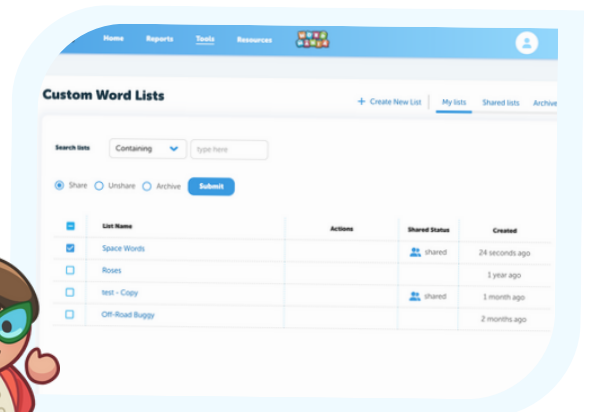 Home Reports Tools Resources
Custom Word Lists
+ Create New List My lists Shared lists Archive
Search lists Containing type here
Share Unshare Archive Submit
List Name Actions Shared Status Created
Space Words shared 24 seconds ago
Roses 1 year ago
test - Copy shared 1 month ago
Off-Road Buggy 2 months ago